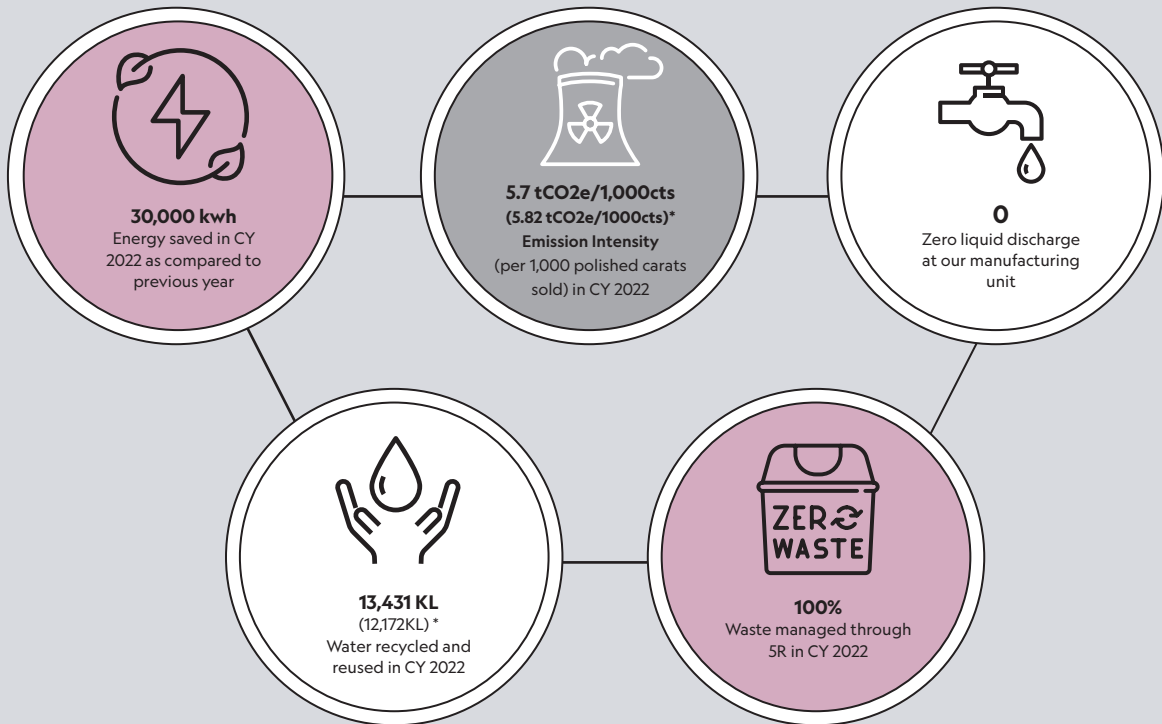 30,000 kwh
Energy saved in CY
2022 as compared to
previous year
5.7 tCO2e/1,000cts
(5.82 tCO2e/1000cts)*
Emission Intensity
(per 1,000 polished carats
sold) in CY 2022
0
Zero liquid discharge
at our manufacturing
unit
13,431 KL
(12,172KL) *
Water recycled and
reused in CY 2022
ZER
WASTE
100%
Waste managed through
5R in CY 2022